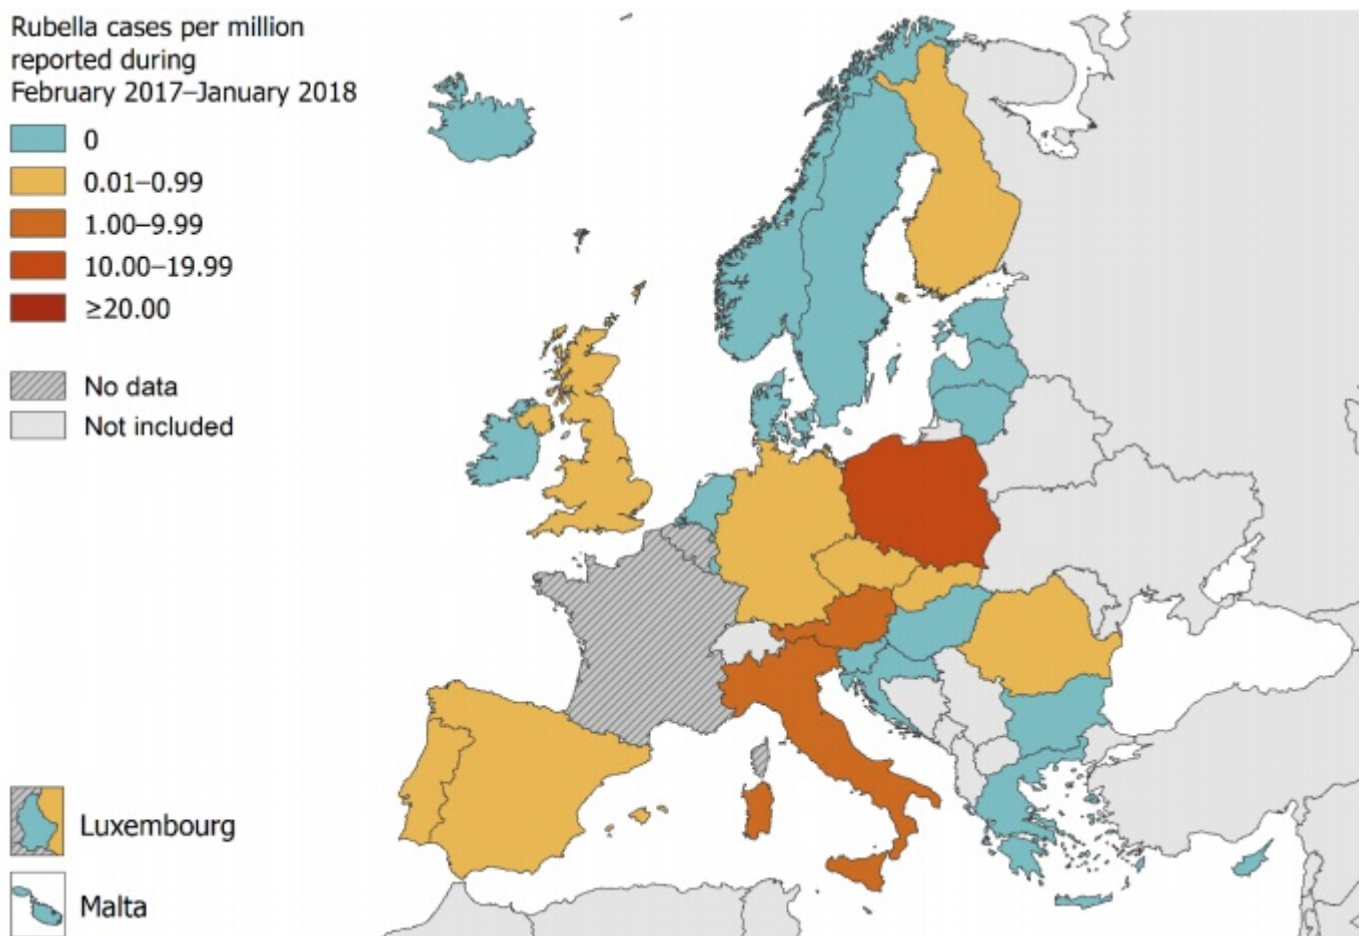 Rubella cases per million
reported during
February 2017–January 2018
0
0.01–0.99
1.00–9.99
10.00–19.99
≥20.00
No data
Not included
Luxembourg
Malta